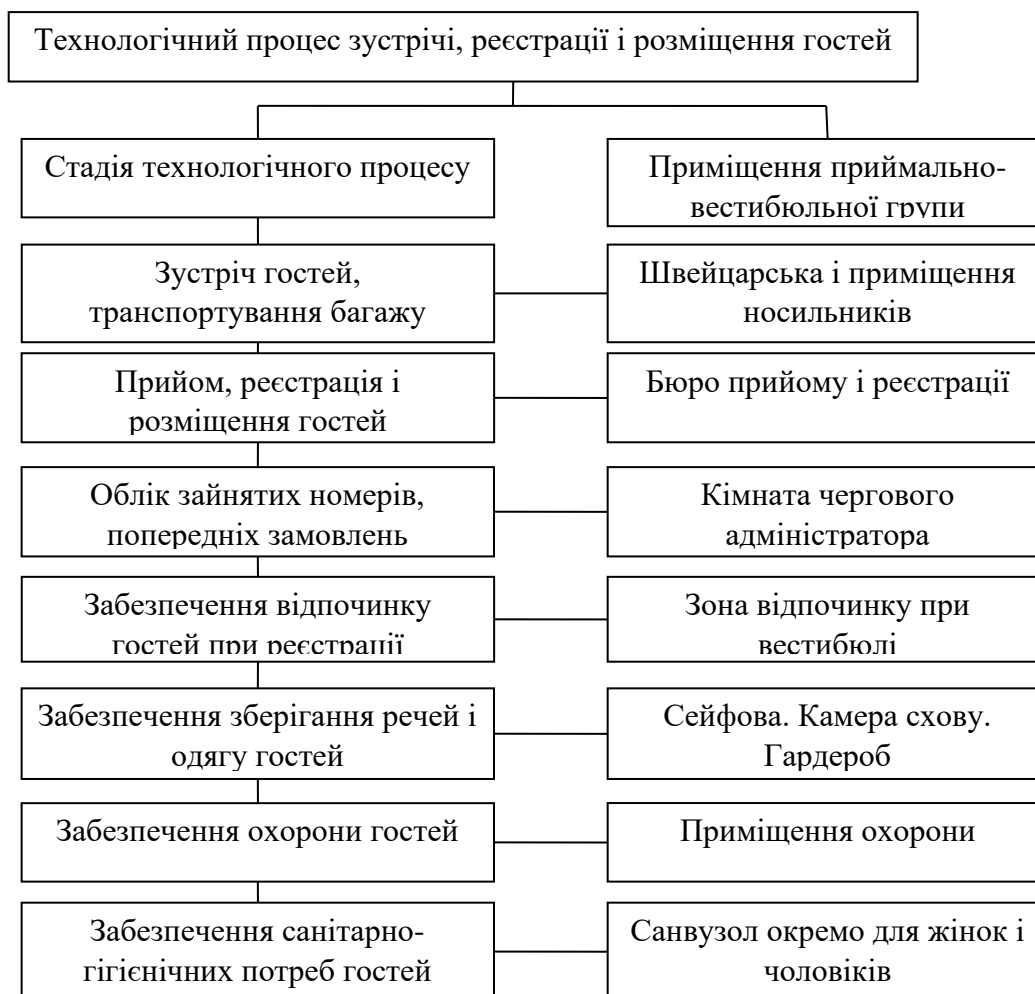 Технологічний процес зустрічі, реєстрації і розміщення гостей
Стадія технологічного процесу
Приміщення приймально-
вестибюльної групи
Зустріч гостей,
транспортування багажу
Швейцарська і приміщення
носильників
Прийом, реєстрація і
розміщення гостей
Бюро прийому і реєстрації
Облік зайнятих номерів,
попередніх замовлень
Кімната чергового
адміністратора
Забезпечення відпочинку
гостей при реєстрації
Зона відпочинку при
вестибюлі
Забезпечення зберігання речей і
одягу гостей
Сейфова. Камера схову.
Гардероб
Забезпечення охорони гостей
Приміщення охорони
Забезпечення санітарно-
гігієнічних потреб гостей
Санвузол окремо для жінок і
чоловіків